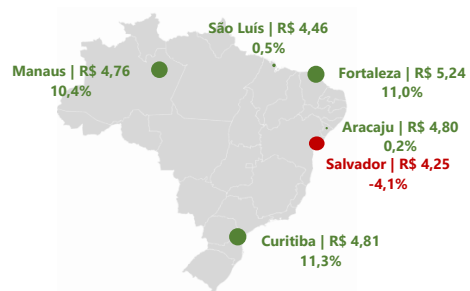 São Luís | R$ 4,46
0,5%
Manaus | R$ 4,76
10,4%
Fortaleza | R$ 5,24
11,0%
Aracaju | R$ 4,80
0,2%
Salvador | R$ 4,25
-4,1%
Curitiba | R$ 4,81
11,3%